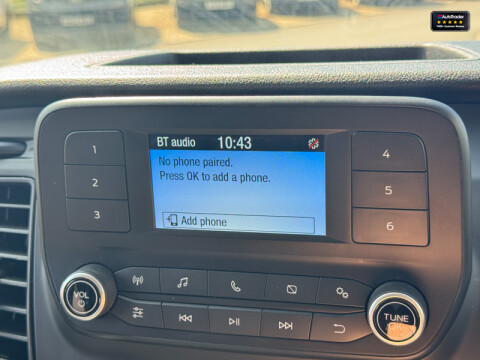 AutoTrader
BT audio 10:43
No phone paired.
Press OK to add a phone.
Add phone
1
2
3
4
5
6
VOL
TUNE